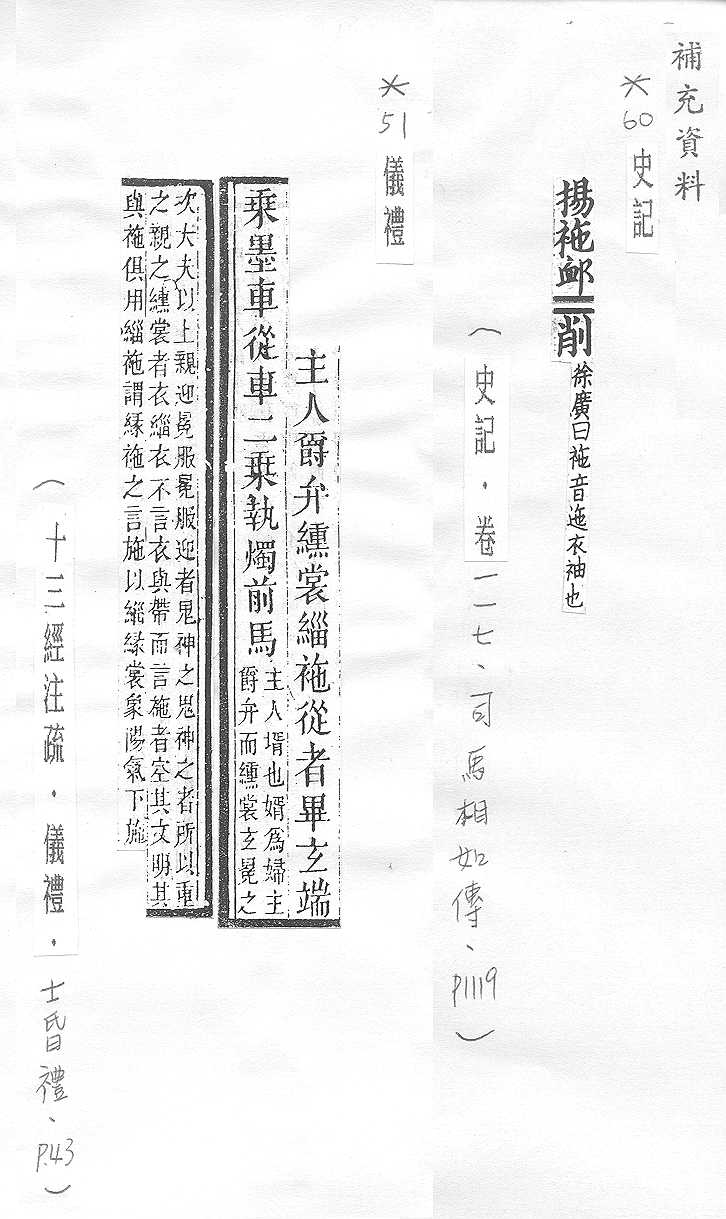 補充資料
*60 史記
揚袘卹〓削 徐廣曰袘音迤衣袖也
(史記.卷一一七、司馬相如傳、P1119)
*51 儀禮
主人爵弁纁裳緇袘從者畢玄端
乘墨車從車二乘執燭前馬 主人壻也壻爲婦主
爵弁而纁裳玄冕之
次大夫以上親迎冕服冕服迎者鬼神之鬼神之者所以重
之親之纁裳者衣緇衣不言衣與帶而言袘者空其文明其
與袘俱用緇袘謂緣袘之言施以緇緣裳象陽氣下施
(十三經注疏.儀禮.士昏禮、P.43)